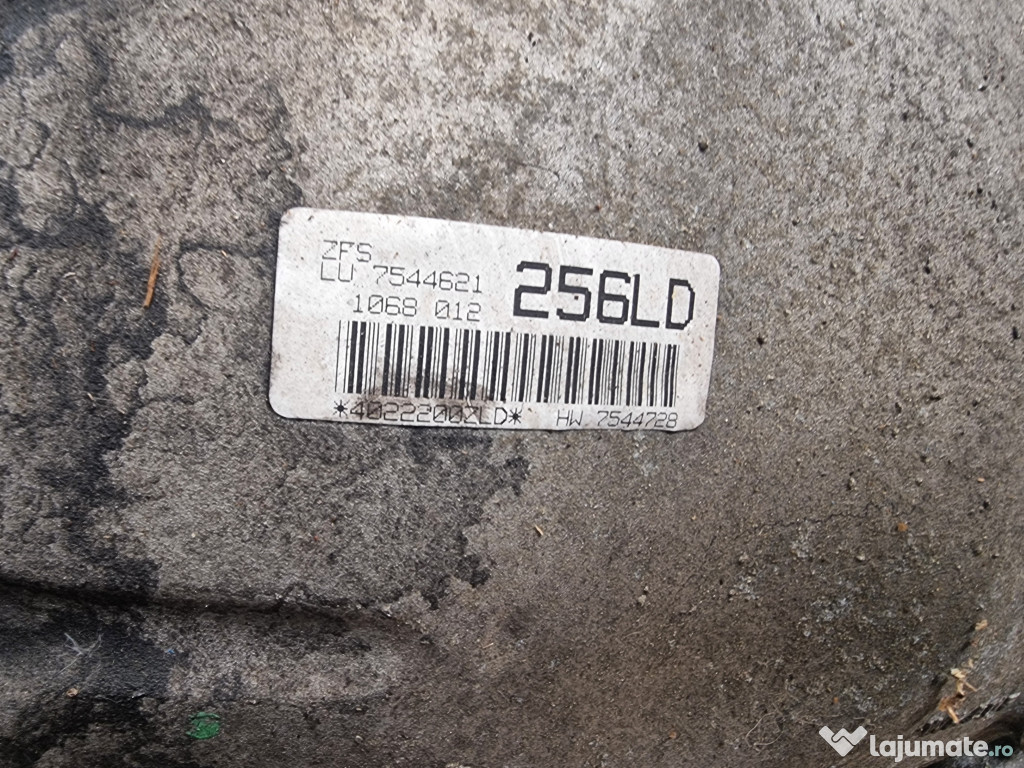 ZFS
LU 7544621
1068 012
256LD
*4022200ZLD*
HW 7544728
lajumate.ro